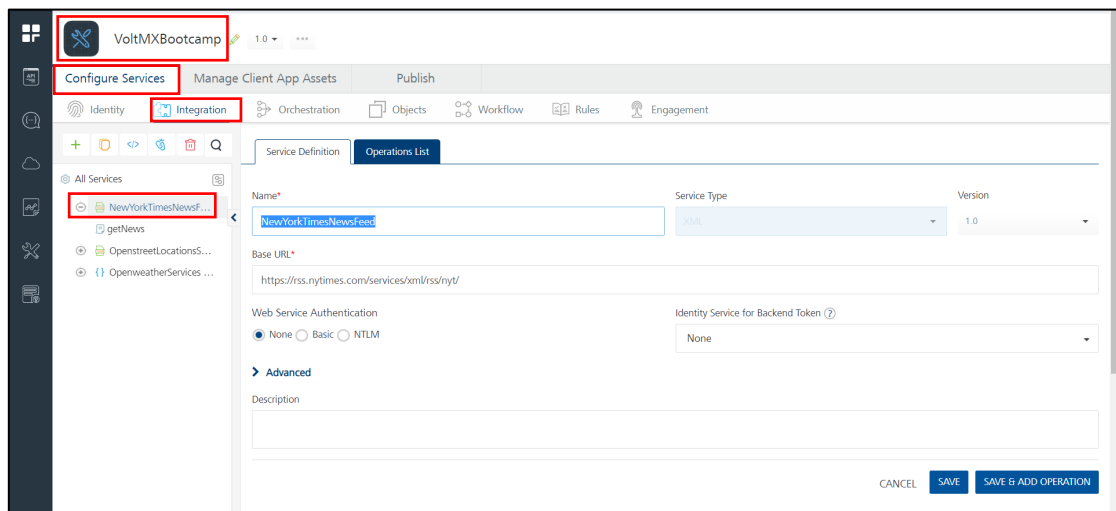 VoltMXBootcamp 1.0
API
Configure Services Manage Client App Assets Publish
Identity Integration Orchestration Objects Workflow Rules Engagement
All Services
NewYorkTimesNewsF...
getNews
OpenstreetLocationsS...
OpenweatherServices ...
Service Definition Operations List
Name* Service Type Version
NewYorkTimesNewsFeed XML 1.0
Base URL*
https://rss.nytimes.com/services/xml/rss/nyt/
Web Service Authentication Identity Service for Backend Token ?
None Basic NTLM None
Advanced
Description
CANCEL SAVE SAVE & ADD OPERATION